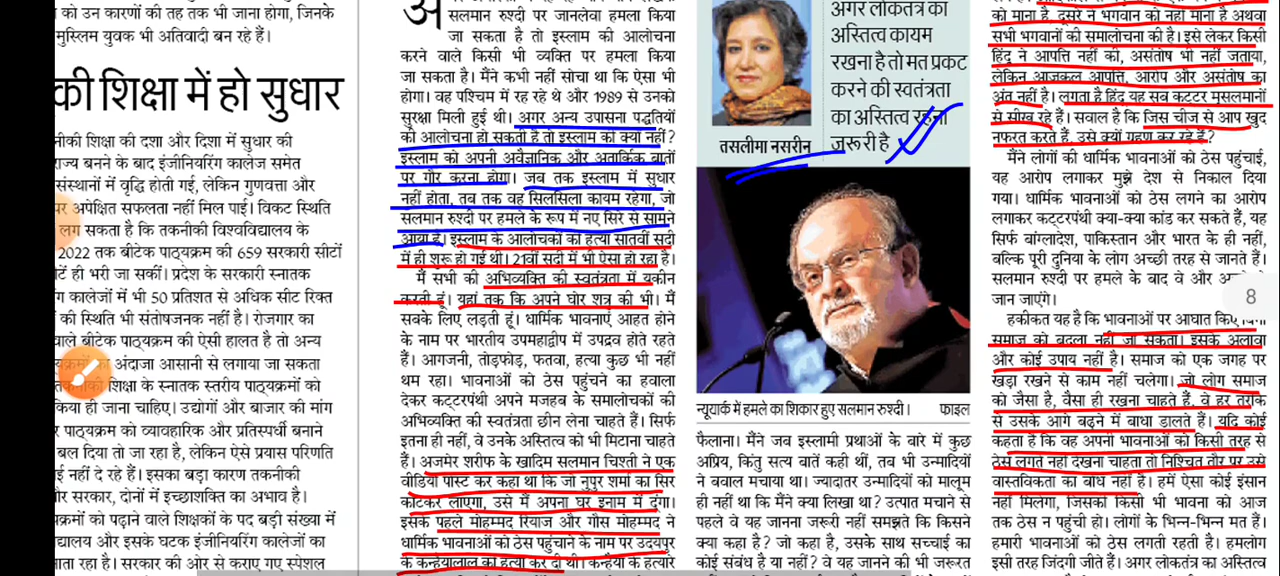 को उन कारणों की तह तक भी जाना होगा, जिनके
मुस्लिम युवक भी अतिवादी बन रहे हैं।
की शिक्षा में हो सुधार
नीकी शिक्षा की दशा और दिशा में सुधार की
राज्य बनने के बाद इंजीनियरिंग कालेज समेत
संस्थानों में वृद्धि होती गई, लेकिन गुणवत्ता और
अपेक्षित सफलता नहीं मिल पाई। विकट स्थिति
लग सकता है कि तकनीकी विश्वविद्यालय के
2022 तक बीटेक पाठ्यक्रम की 659 सरकारी सीटों
टें ही भरी जा सकीं। प्रदेश के सरकारी स्नातक
ग कालेजों में भी 50 प्रतिशत से अधिक सीट रिक्त
की स्थिति भी संतोषजनक नहीं है। रोजगार का
वाले बीटेक पाठ्यक्रम की ऐसी हालत है तो अन्य
अंदाजा आसानी से लगाया जा सकता
शिक्षा के स्नातक स्तरीय पाठ्यक्रमों को
किया ही जाना चाहिए। उद्योगों और बाजार की मांग
पाठ्यक्रम को व्यावहारिक और प्रतिस्पर्धी बनाने
बल दिया तो जा रहा है, लेकिन ऐसे प्रयास परिणति
ई नहीं दे रहे हैं। इसका बड़ा कारण तकनीकी
और सरकार, दोनों में इच्छाशक्ति का अभाव है।
यक्रमों को पढ़ाने वाले शिक्षकों के पद बड़ी संख्या में
द्यालय और इसके घटक इंजीनियरिंग कालेजों का
ाता रहा है। सरकार की ओर से कराए गए स्पेशल
अ
सलमान रुश्दी पर जानलेवा हमला किया
जा सकता है तो इस्लाम की आलोचना
करने वाले किसी भी व्यक्ति पर हमला किया
जा सकता है। मैंने कभी नहीं सोचा था कि ऐसा भी
होगा। वह पश्चिम में रह रहे थे और 1989 से उनको
सुरक्षा मिली हुई थी। अगर अन्य उपासना पद्धतियों
की आलोचना हो सकती है तो इस्लाम की क्यों नहीं?
इस्लाम को अपनी अवैज्ञानिक और अतार्किक बातों
पर गौर करना होगा। जब तक इस्लाम में सुधार
नहीं होता, तब तक वह सिलसिला कायम रहेगा, जो
सलमान रुश्दी पर हमले के रूप में नए सिरे से सामने
आया है। इस्लाम के आलोचकों की हत्या सातवीं सदी
में ही शुरू हो गई थी। 21वीं सदी में भी ऐसा हो रहा है।
मैं सभी की अभिव्यक्ति की स्वतंत्रता में यकीन
करती हूं। यहां तक कि अपने घोर शत्रु की भी। मैं
सबके लिए लड़ती हूं। धार्मिक भावनाएं आहत होने
के नाम पर भारतीय उपमहाद्वीप में उपद्रव होते रहते
हैं। आगजनी, तोड़फोड़, फतवा, हत्या कुछ भी नहीं
थम रहा। भावनाओं को ठेस पहुंचने का हवाला
देकर कट्टरपंथी अपने मजहब के समालोचकों की
अभिव्यक्ति की स्वतंत्रता छीन लेना चाहते हैं। सिर्फ
इतना ही नहीं, वे उनके अस्तित्व को भी मिटाना चाहते
हैं। अजमेर शरीफ के खादिम सलमान चिश्ती ने एक
वीडियो पोस्ट कर कहा था कि जो नुपुर शर्मा का सिर
काटकर लाएगा, उसे मैं अपना घर इनाम में दूंगा।
इसके पहले मोहम्मद रियाज और गौस मोहम्मद ने
धार्मिक भावनाओं को ठेस पहुंचाने के नाम पर उदयपुर
के कन्हैयालाल की हत्या कर दी थी। कन्हैया के हत्यारे
तसलीमा नसरीन
अगर लोकतंत्र का
अस्तित्व कायम
रखना है तो मत प्रकट
करने की स्वतंत्रता
का अस्तित्व रहना
जरूरी है
न्यूयार्क में हमले का शिकार हुए सलमान रुश्दी। फाइल
फैलाना। मैंने जब इस्लामी प्रथाओं के बारे में कुछ
अप्रिय, किंतु सत्य बातें कही थीं, तब भी उन्मादियों
ने बवाल मचाया था। ज्यादातर उन्मादियों को मालूम
ही नहीं था कि मैंने क्या लिखा था? उत्पात मचाने से
पहले वे यह जानना जरूरी नहीं समझते कि किसने
क्या कहा है? जो कहा है, उसके साथ सच्चाई का
कोई संबंध है या नहीं? वे यह जानने की भी जरूरत
को माना है, दूसरे ने भगवान को नहीं माना है अथवा
सभी भगवानों की समालोचना की है। इसे लेकर किसी
हिंदू ने आपत्ति नहीं की, असंतोष भी नहीं जताया,
लेकिन आजकल आपत्ति, आरोप और असंतोष का
अंत नहीं है। लगता है हिंदू यह सब कट्टर मुसलमानों
से सीख रहे हैं। सवाल है कि जिस चीज से आप खुद
नफरत करते हैं, उसे क्यों ग्रहण कर रहे हैं?
मैंने लोगों की धार्मिक भावनाओं को ठेस पहुंचाई,
यह आरोप लगाकर मुझे देश से निकाल दिया
गया। धार्मिक भावनाओं को ठेस लगने का आरोप
लगाकर कट्टरपंथी क्या-क्या कांड कर सकते हैं, यह
सिर्फ बांग्लादेश, पाकिस्तान और भारत के ही नहीं,
बल्कि पूरी दुनिया के लोग अच्छी तरह से जानते हैं।
सलमान रुश्दी पर हमले के बाद वे और
जान जाएंगे।
8
हकीकत यह है कि भावनाओं पर आघात किए बिना
समाज को बदला नहीं जा सकता। इसके अलावा
और कोई उपाय नहीं है। समाज को एक जगह पर
खड़ा रखने से काम नहीं चलेगा। जो लोग समाज
को जैसा है, वैसा ही रखना चाहते हैं, वे हर तरीके
से उसके आगे बढ़ने में बाधा डालते हैं। यदि कोई
कहता है कि वह अपनी भावनाओं को किसी तरह से
ठेस लगते नहीं देखना चाहता तो निश्चित तौर पर उसे
वास्तविकता का बोध नहीं है। हमें ऐसा कोई इंसान
नहीं मिलेगा, जिसकी किसी भी भावना को आज
तक ठेस न पहुंची हो। लोगों के भिन्न-भिन्न मत हैं।
हमारी भावनाओं को ठेस लगती रहती है। हमलोग
इसी तरह जिंदगी जीते हैं। अगर लोकतंत्र का अस्तित्व